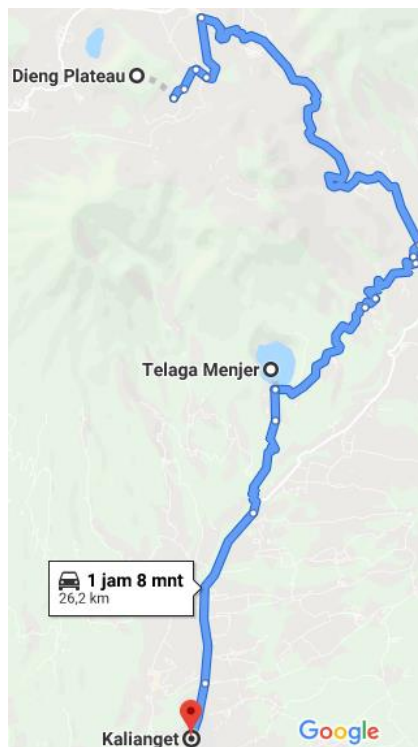 Dieng Plateau
Telaga Menjer
1 jam 8 mnt
26,2 km
Kalianget
Google